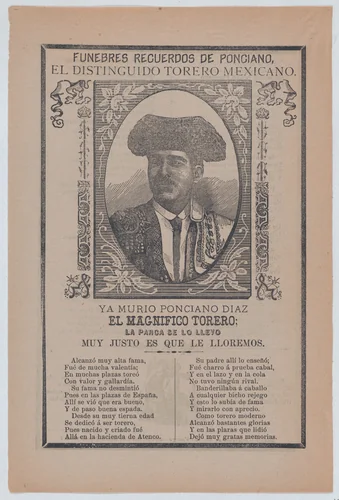 FUNEBRES RECUERDOS DE PONCIANO,
EL DISTINGUIDO TORERO MEXICANO.
YA MURIO PONCIANO DIAZ
EL MAGNIFICO TORERO;
LA PARCA SE LO LLEVO
MUY JUSTO ES QUE LE LLOREMOS.
Alcanzó muy alta fama,
Fué de mucha valentía;
En muchas plazas toreó
Con valor y gallardía.
Su fama no desmintió
Pues en las plazas de España,
Allí se vió que era bueno,
Y de paso buena espada.
Desde su muy tierna edad
Se dedicó á ser torero,
Pues nacido y criado fué
Allá en la hacienda de Atenco.
Su padre allí lo enseñó;
Fué charro á prueba cabal,
Y en el lazo y en la cola
No tuvo ningún rival.
Banderillaba á caballo
A cualquier bicho rejego
Y esto lo subía de fama
Y mirarlo con apredo.
Como torero moderno
Alcanzó bastantes glorias
Y en las plazas que lidió
Dejó muy gratas memorias.